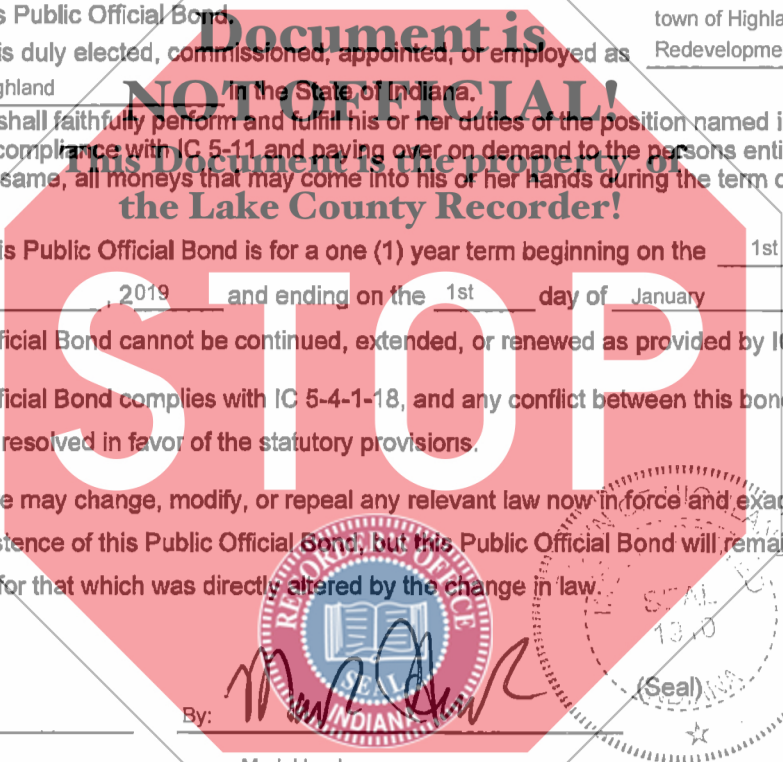 s Public Official Bond.
town of Highla
is duly elected, commissioned, appointed, or employed as Redevelopme
Document is
ghland in the State of Indiana.
NOT OFFICIAL!
shall faithfully perform and fulfill his or her duties of the position named i
compliance with IC 5-11 and paying over on demand to the persons enti
This Document is the property of
same, all moneys that may come into his or her hands during the term o
the Lake County Recorder!
is Public Official Bond is for a one (1) year term beginning on the 1st
, 2019 and ending on the 1st day of January
STOP
ficial Bond cannot be continued, extended, or renewed as provided by I
ficial Bond complies with IC 5-4-1-18, and any conflict between this bon
resolved in favor of the statutory provisions.
e may change, modify, or repeal any relevant law now in force and exa
stence of this Public Official Bond, but this Public Official Bond will remai
for that which was directly altered by the change in law.
RECORDER'S OFFICE
SEAL
INDIANA
SEAL
(Seal)
By: